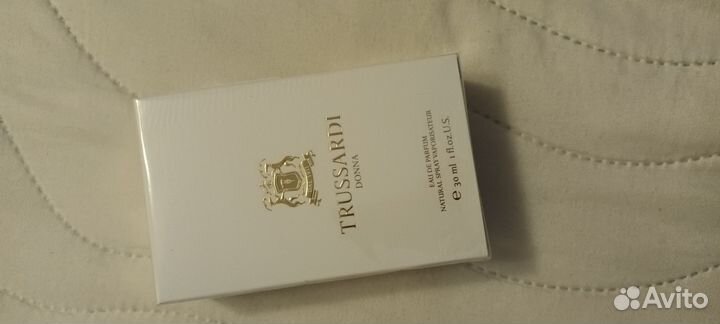 TRUSSARDI
DONNA
EAU DE PARFUM
NATURAL SPRAY VAPORISATEUR
℮ 30 ml 1 fl.oz.U.S.
Avito